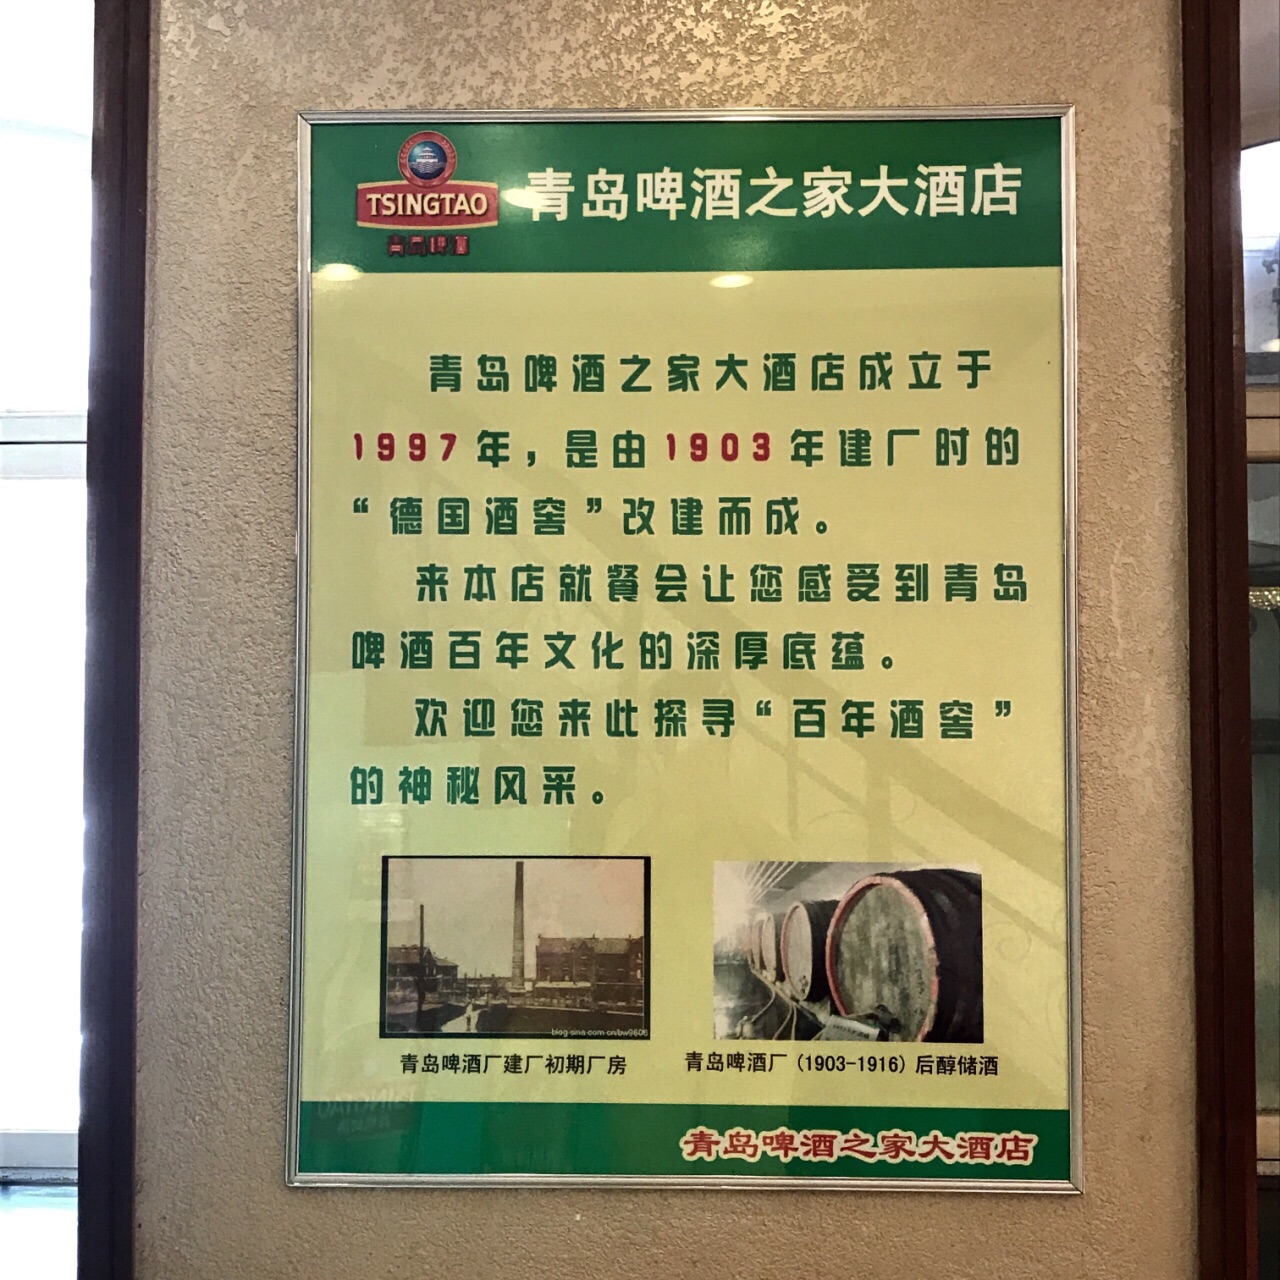 TSINGTAO
青岛啤酒
青岛啤酒之家大酒店
青岛啤酒之家大酒店成立于
1997年，是由1903年建厂时的
“德国酒窖”改建而成。
来本店就餐会让您感受到青岛
啤酒百年文化的深厚底蕴。
欢迎您来此探寻“百年酒窖”
的神秘风采。
blog.sina.com.cn/bw9606
青岛啤酒厂建厂初期厂房
青岛啤酒厂（1903-1916）后醇储酒
青岛啤酒之家大酒店